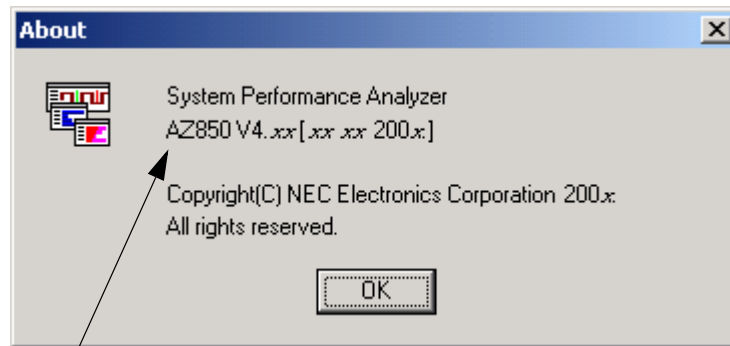 About
System Performance Analyzer
AZ850 V4.xx [ xx xx 200x.]
Copyright(C) NEC Electronics Corporation 200x.
All rights reserved.
OK